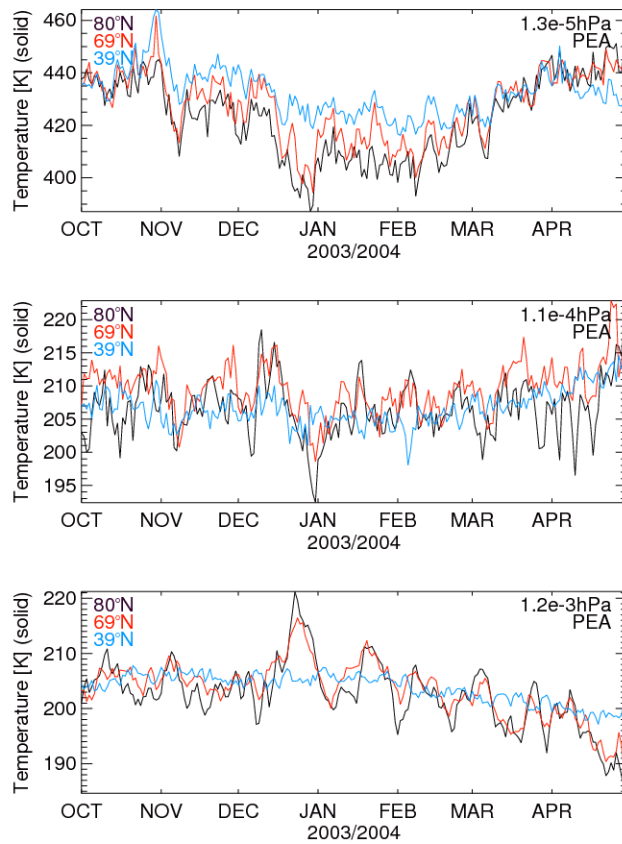 Temperature [K] (solid)
460
440
420
400
80°N
69°N
39°N
1.3e-5hPa
PEA
OCT NOV DEC JAN FEB MAR APR
2003/2004
Temperature [K] (solid)
220
215
210
205
200
195
80°N
69°N
39°N
1.1e-4hPa
PEA
OCT NOV DEC JAN FEB MAR APR
2003/2004
Temperature [K] (solid)
220
210
200
190
80°N
69°N
39°N
1.2e-3hPa
PEA
OCT NOV DEC JAN FEB MAR APR
2003/2004